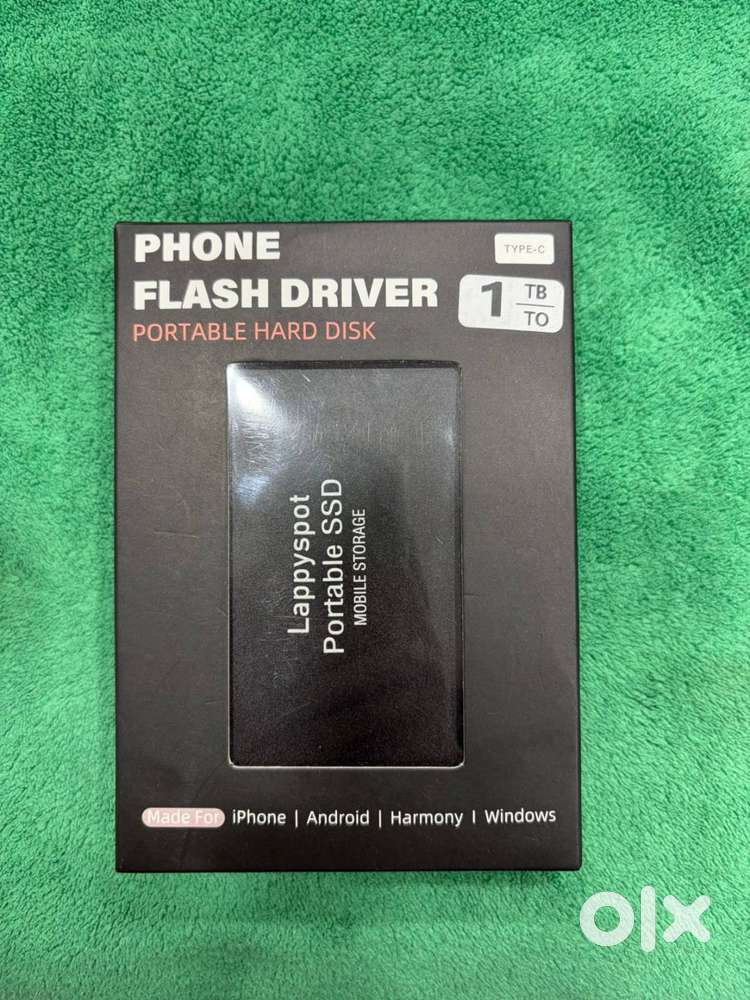 PHONE
FLASH DRIVER
PORTABLE HARD DISK
TYPE-C
1 TB/TO
Lappyspot
Portable SSD
MOBILE STORAGE
Made For iPhone | Android | Harmony | Windows
olx